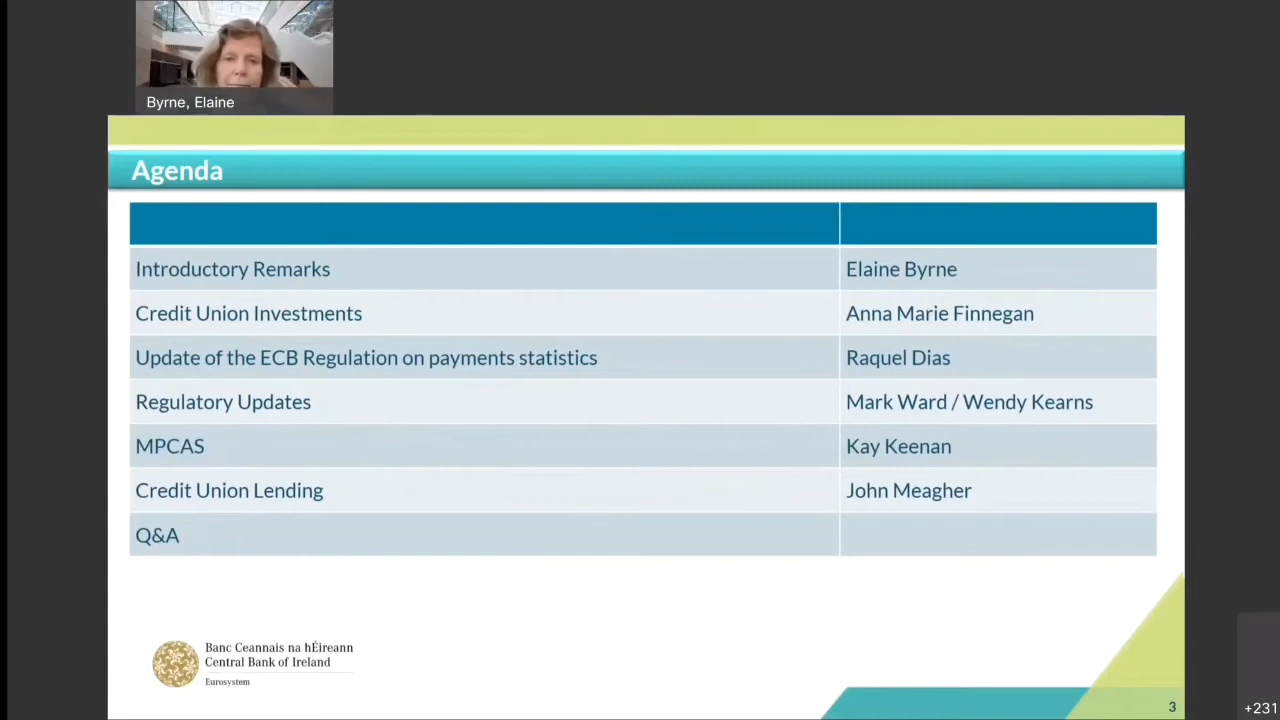 Byrne, Elaine
Agenda
Introductory Remarks Elaine Byrne
Credit Union Investments Anna Marie Finnegan
Update of the ECB Regulation on payments statistics Raquel Dias
Regulatory Updates Mark Ward / Wendy Kearns
MPCAS Kay Keenan
Credit Union Lending John Meagher
Q&A
Banc Ceannais na hÉireann
Central Bank of Ireland
Eurosystem
3
+231